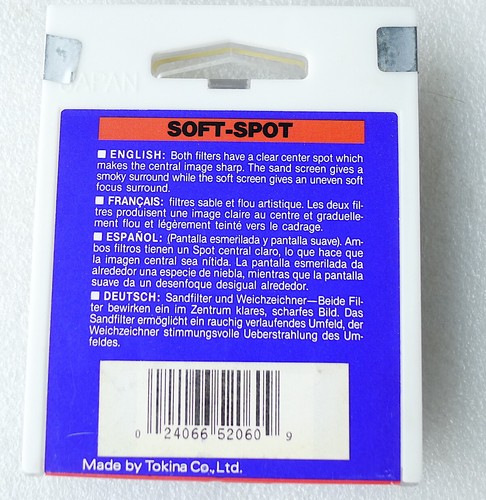 JAPAN
SOFT-SPOT
■ ENGLISH: Both filters have a clear center spot which
makes the central image sharp. The sand screen gives a
smoky surround while the soft screen gives an uneven soft
focus surround.
■ FRANÇAIS: filtres sable et flou artistique. Les deux fil-
tres produisent une image claire au centre et graduelle-
ment flou et légèrement teinté vers le cadrage.
■ ESPAÑOL: (Pantalla esmerilada y pantalla suave). Am-
bos filtros tienen un Spot central claro, lo que hace que
la imagen central sea nítida. La pantalla esmerilada da
alrededor una especie de niebla, mientras que la pantalla
suave da un desenfoque desigual alrededor.
■ DEUTSCH: Sandfilter und Weichzeichner—Beide Fil-
ter bewirken ein im Zentrum klares, scharfes Bild. Das
Sandfilter ermöglicht ein rauchig verlaufendes Umfeld, der
Weichzeichner stimmungsvolle Ueberstrahlung des Um-
feldes.
0 24066 52060 9
Made by Tokina Co., Ltd.